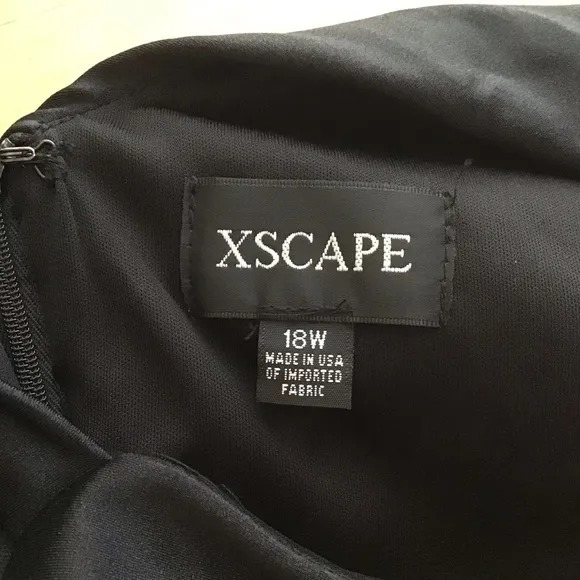 XSCAPE
18W
MADE IN USA
OF IMPORTED
FABRIC